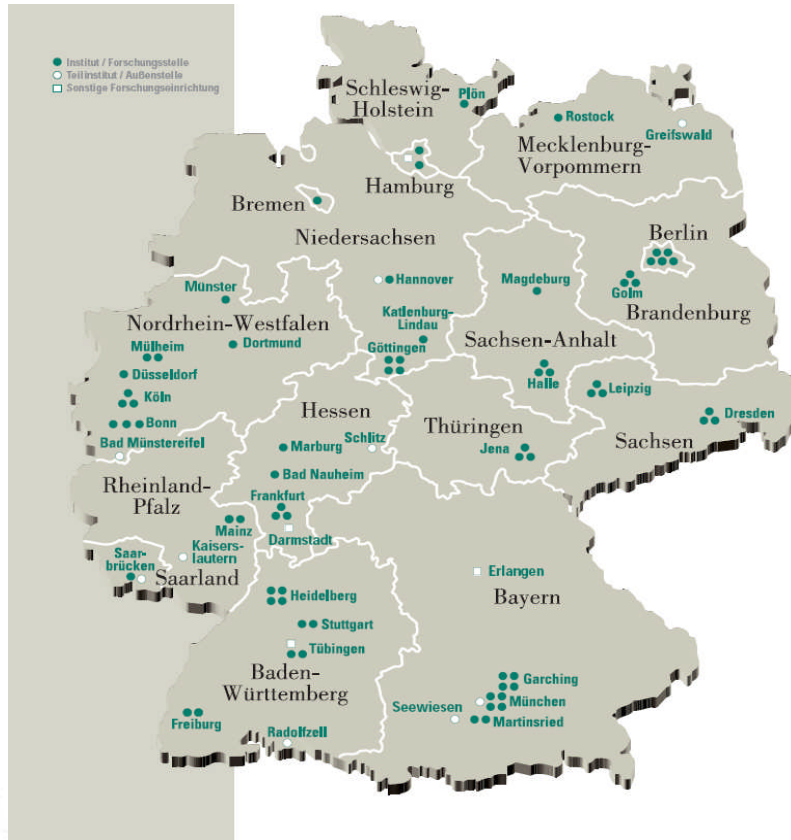 Institut / Forschungsstelle
Teilinstitut / Außenstelle
Sonstige Forschungseinrichtung
Schleswig-
Holstein
Plön
Rostock
Greifswald
Mecklenburg-
Vorpommern
Hamburg
Bremen
Niedersachsen
Berlin
Hannover
Magdeburg
Golm
Brandenburg
Münster
Katlenburg-
Lindau
Nordrhein-Westfalen
Dortmund
Sachsen-Anhalt
Mülheim
Göttingen
Düsseldorf
Halle
Leipzig
Köln
Hessen
Dresden
Bonn
Thüringen
Sachsen
Bad Münstereifel
Marburg
Schlitz
Jena
Bad Nauheim
Rheinland-
Pfalz
Frankfurt
Mainz
Darmstadt
Kaisers-
lautern
Saar-
brücken
Saarland
Erlangen
Bayern
Heidelberg
Stuttgart
Tübingen
Baden-
Württemberg
Garching
München
Seewiesen
Martinsried
Freiburg
Radolfzell